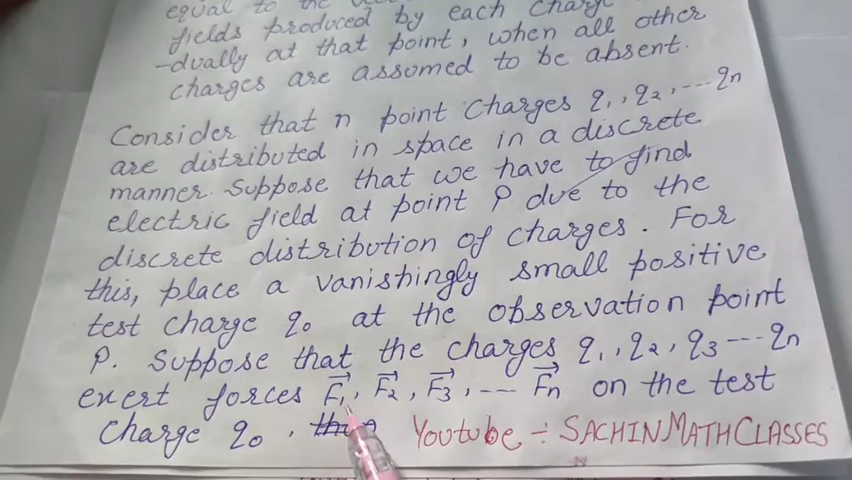 equal to the
fields produced by each charge
-dually at that point, when all other
charges are assumed to be absent.
Consider that n point charges q₁, q₂, ---- qn
are distributed in space in a discrete
manner. Suppose that we have to find
electric field at point P due to the
discrete distribution of charges. For
this, place a vanishingly small positive
test charge q₀ at the observation point
P. Suppose that the charges q₁, q₂, q₃ --- qn
exert forces F₁⃗, F₂⃗, F₃⃗, --- Fn⃗ on the test
charge q₀,
Youtube ÷ SACHINMATHCLASSES